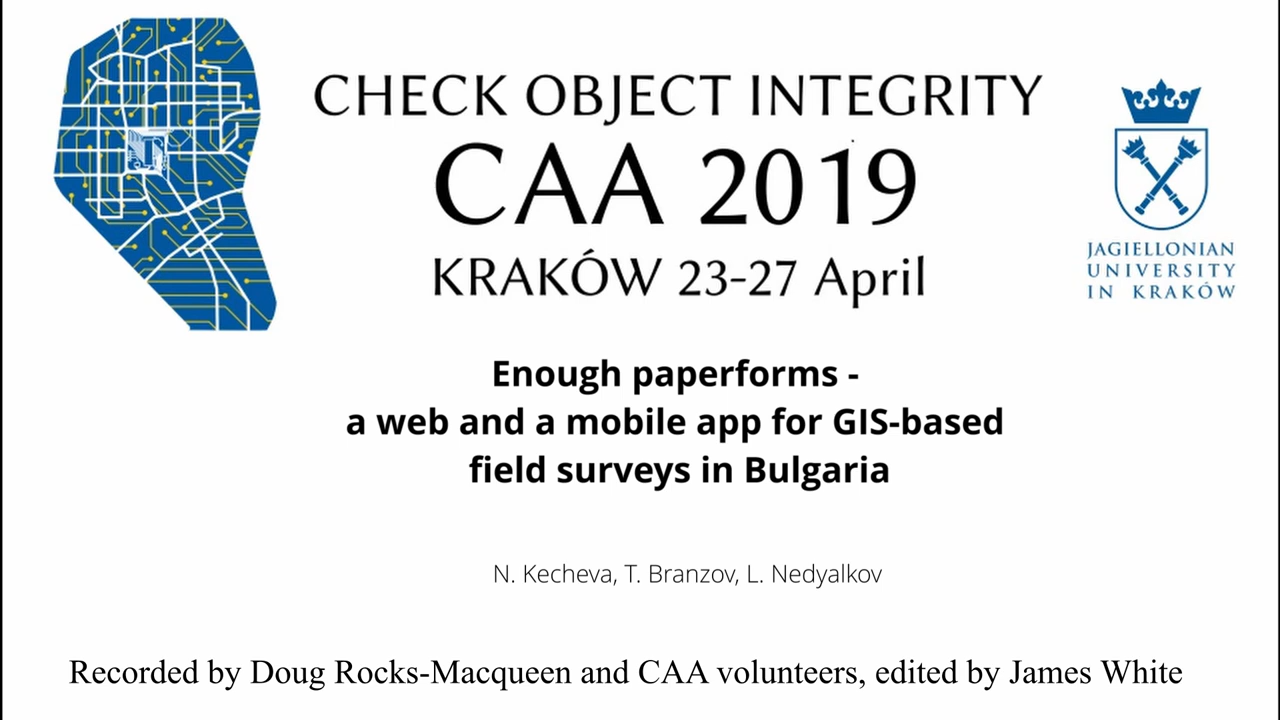 CHECK OBJECT INTEGRITY
CAA 2019
KRAKÓW 23-27 April
JAGIELLONIAN
UNIVERSITY
IN KRAKÓW
Enough paperforms -
a web and a mobile app for GIS-based
field surveys in Bulgaria
N. Kecheva, T. Branzov, L. Nedyalkov
Recorded by Doug Rocks-Macqueen and CAA volunteers, edited by James White